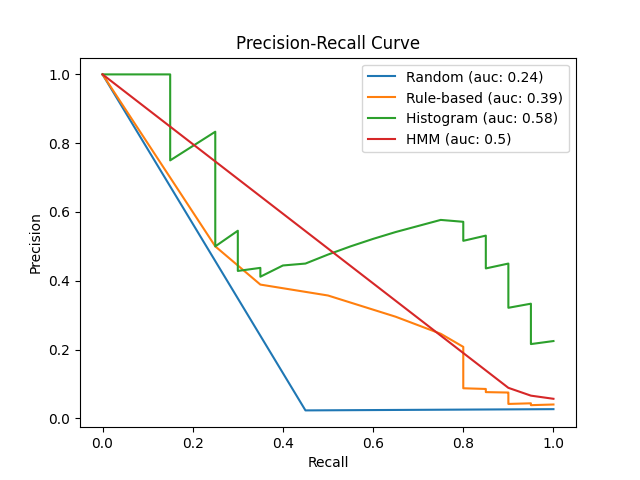 Precision-Recall Curve
Random (auc: 0.24)
Rule-based (auc: 0.39)
Histogram (auc: 0.58)
HMM (auc: 0.5)
Precision
1.0
0.8
0.6
0.4
0.2
0.0
0.0 0.2 0.4 0.6 0.8 1.0
Recall